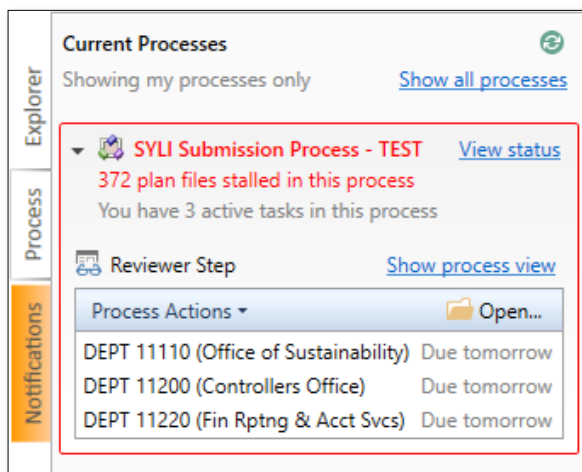 Explorer
Process
Notifications
Current Processes
Showing my processes only Show all processes
SYLI Submission Process - TEST View status
372 plan files stalled in this process
You have 3 active tasks in this process
Reviewer Step Show process view
Process Actions Open...
DEPT 11110 (Office of Sustainability) Due tomorrow
DEPT 11200 (Controllers Office) Due tomorrow
DEPT 11220 (Fin Rptng & Acct Svcs) Due tomorrow